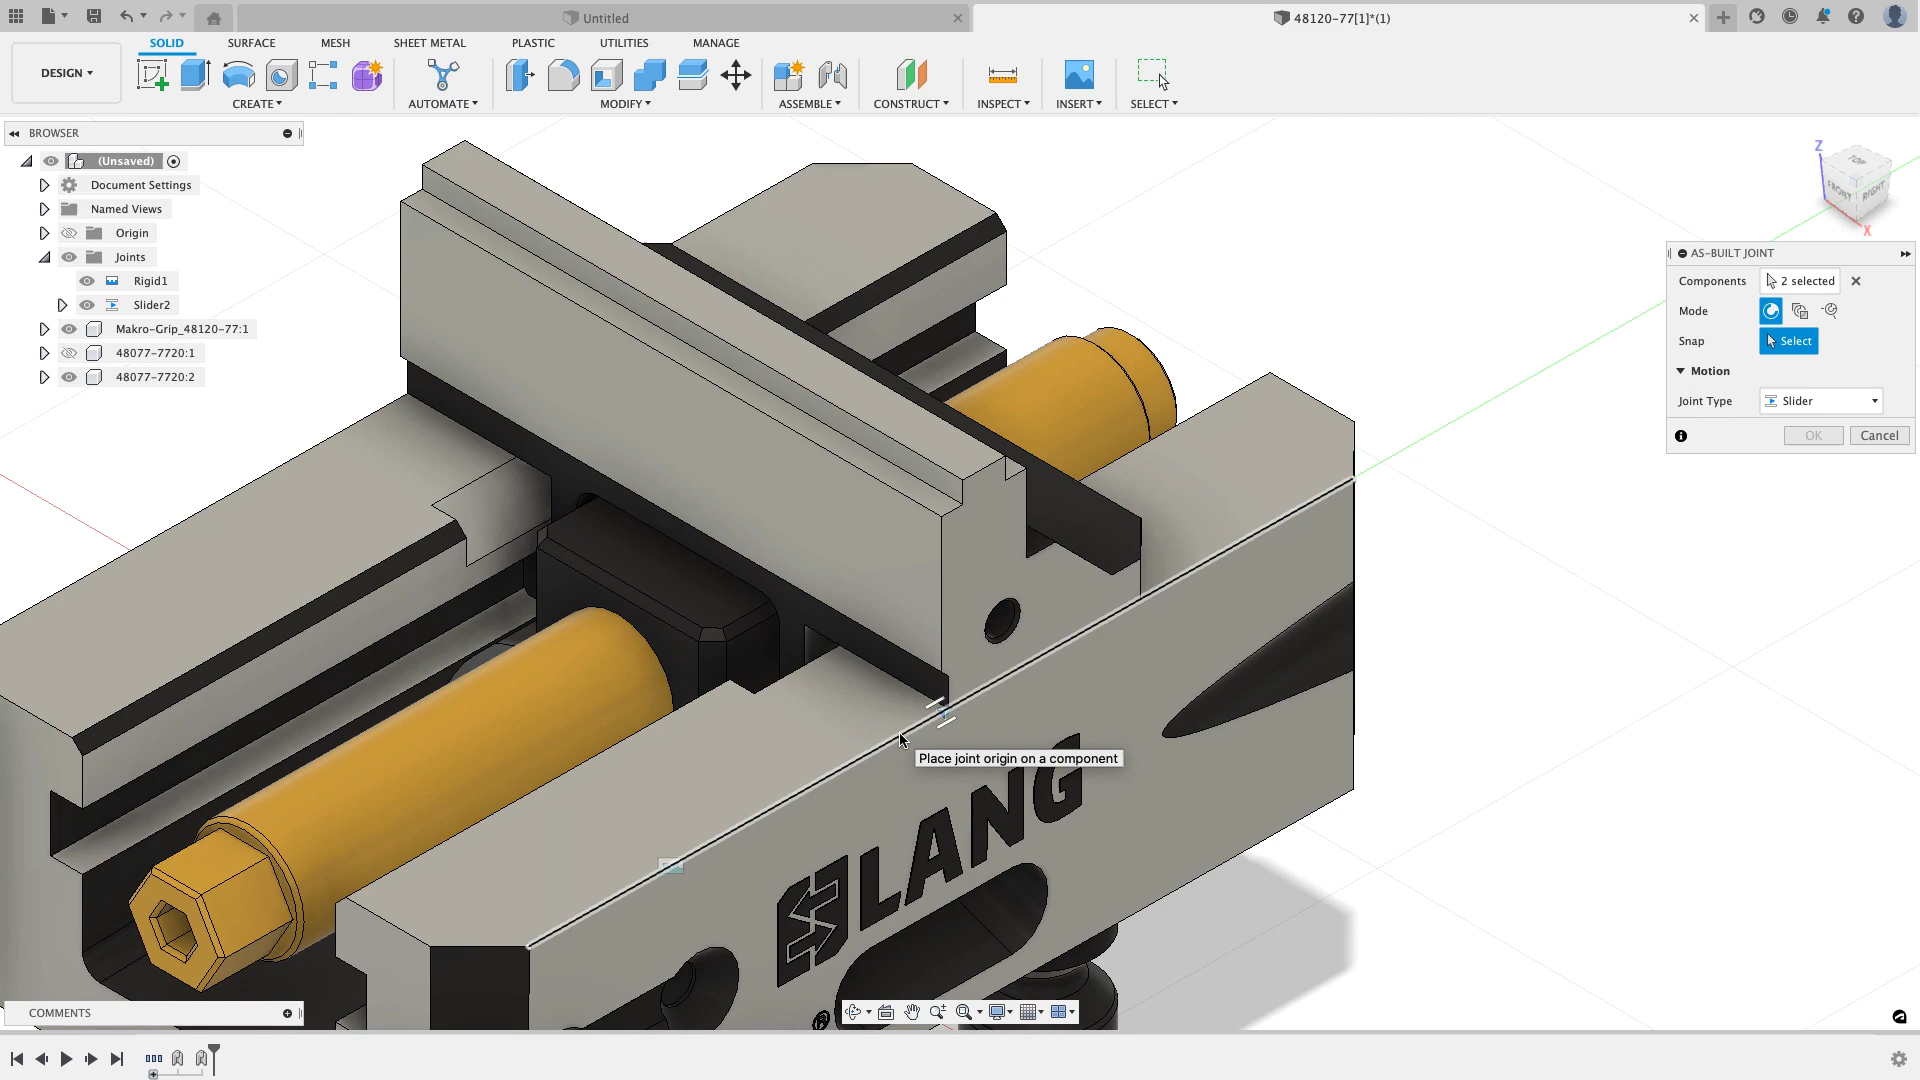 Untitled
48120-77[1]*(1)
SOLID
SURFACE
MESH
SHEET METAL
PLASTIC
UTILITIES
MANAGE
DESIGN
CREATE
AUTOMATE
MODIFY
ASSEMBLE
CONSTRUCT
INSPECT
INSERT
SELECT
BROWSER
(Unsaved)
Document Settings
Named Views
Origin
Joints
Rigid1
Slider2
Makro-Grip_48120-77:1
48077-7720:1
48077-7720:2
Z
TOP
FRONT
RIGHT
X
AS-BUILT JOINT
Components
2 selected
Mode
Snap
Select
Motion
Joint Type
Slider
OK
Cancel
Place joint origin on a component
LANG
®
COMMENTS